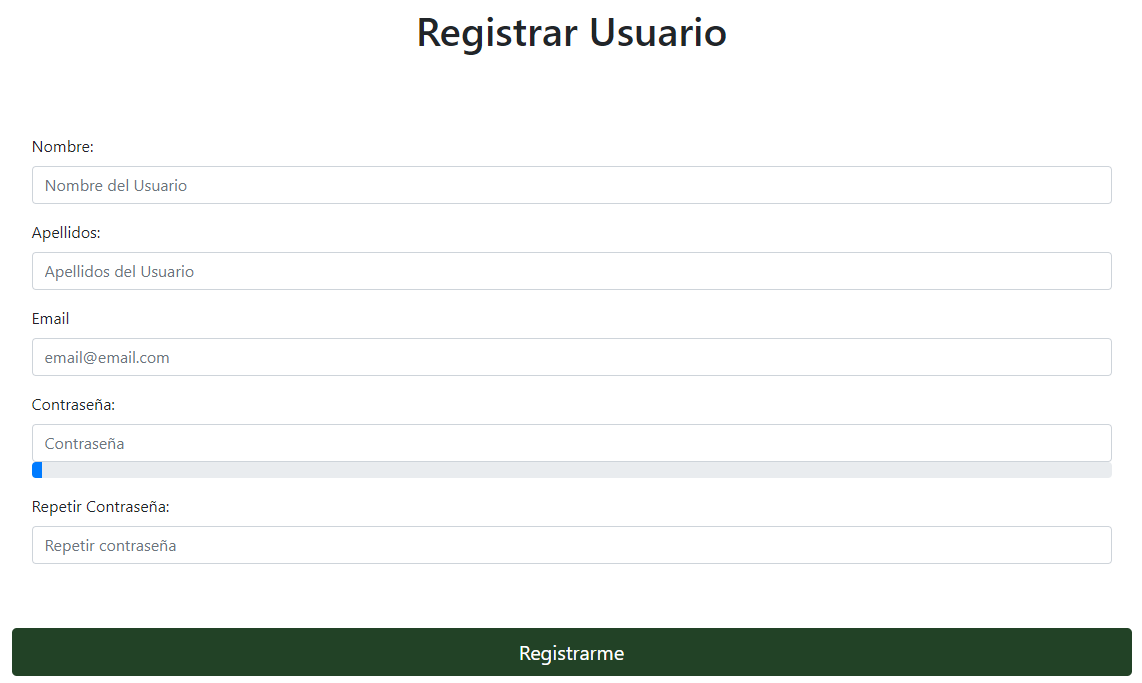 Registrar Usuario
Nombre:
Nombre del Usuario
Apellidos:
Apellidos del Usuario
Email
email@email.com
Contraseña:
Contraseña
Repetir Contraseña:
Repetir contraseña
Registrarme